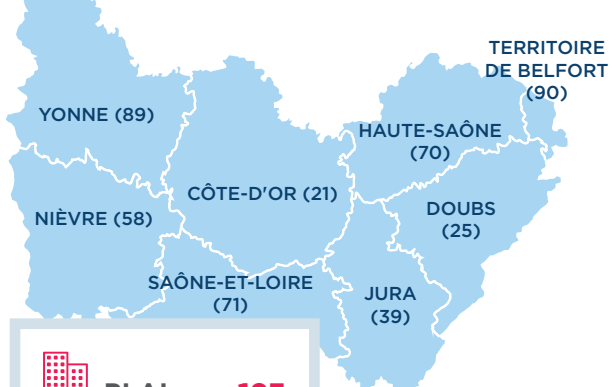 TERRITOIRE
DE BELFORT
(90)
YONNE (89)
HAUTE-SAÔNE
(70)
CÔTE-D'OR (21)
NIÈVRE (58)
DOUBS
(25)
SAÔNE-ET-LOIRE
(71)
JURA
(39)